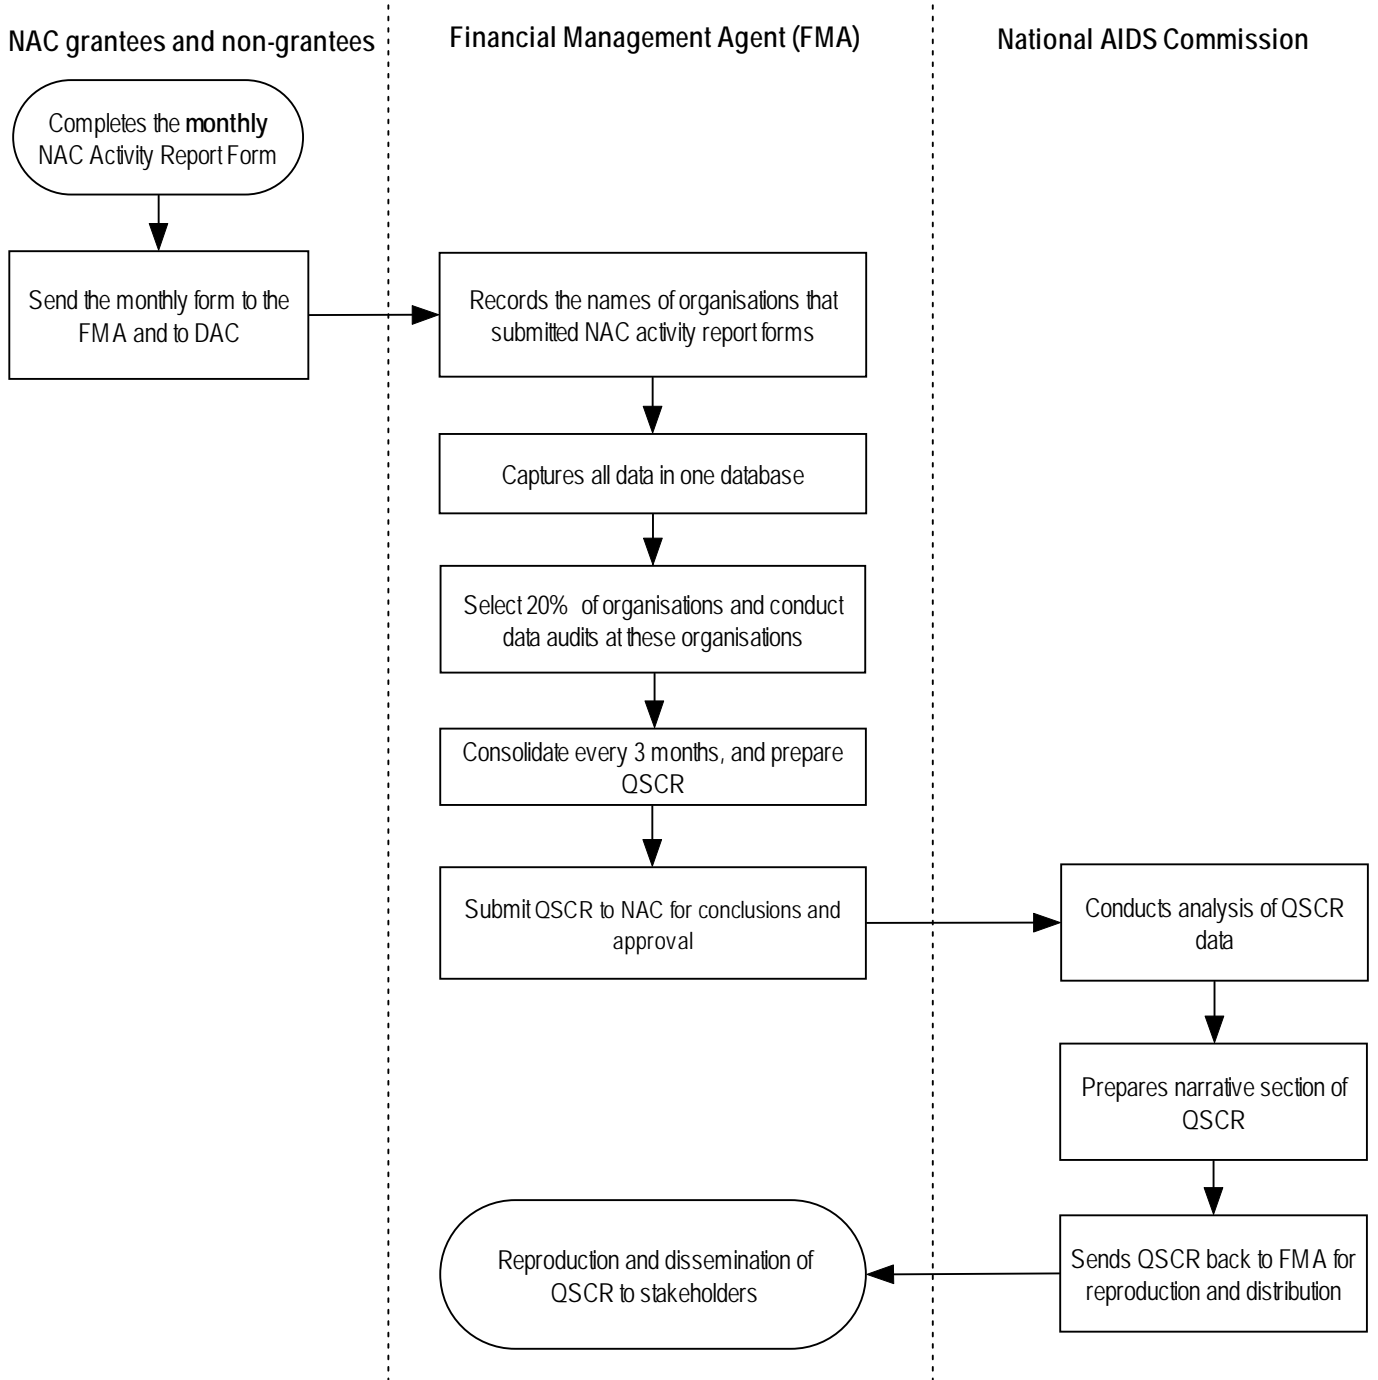 NAC grantees and non-grantees
Financial Management Agent (FMA)
National AIDS Commission
Completes the monthly
NAC Activity Report Form
Send the monthly form to the
FMA and to DAC
Records the names of organisations that
submitted NAC activity report forms
Captures all data in one database
Select 20% of organisations and conduct
data audits at these organisations
Consolidate every 3 months, and prepare
QSCR
Submit QSCR to NAC for conclusions and
approval
Conducts analysis of QSCR
data
Prepares narrative section of
QSCR
Sends QSCR back to FMA for
reproduction and distribution
Reproduction and dissemination of
QSCR to stakeholders